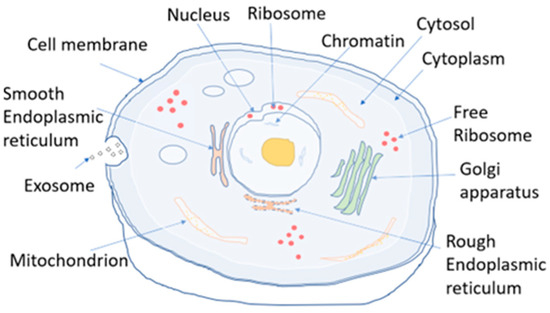 Nucleus
Ribosome
Chromatin
Cytosol
Cell membrane
Cytoplasm
Smooth
Endoplasmic
reticulum
Free
Ribosome
Exosome
Golgi
apparatus
Mitochondrion
Rough
Endoplasmic
reticulum